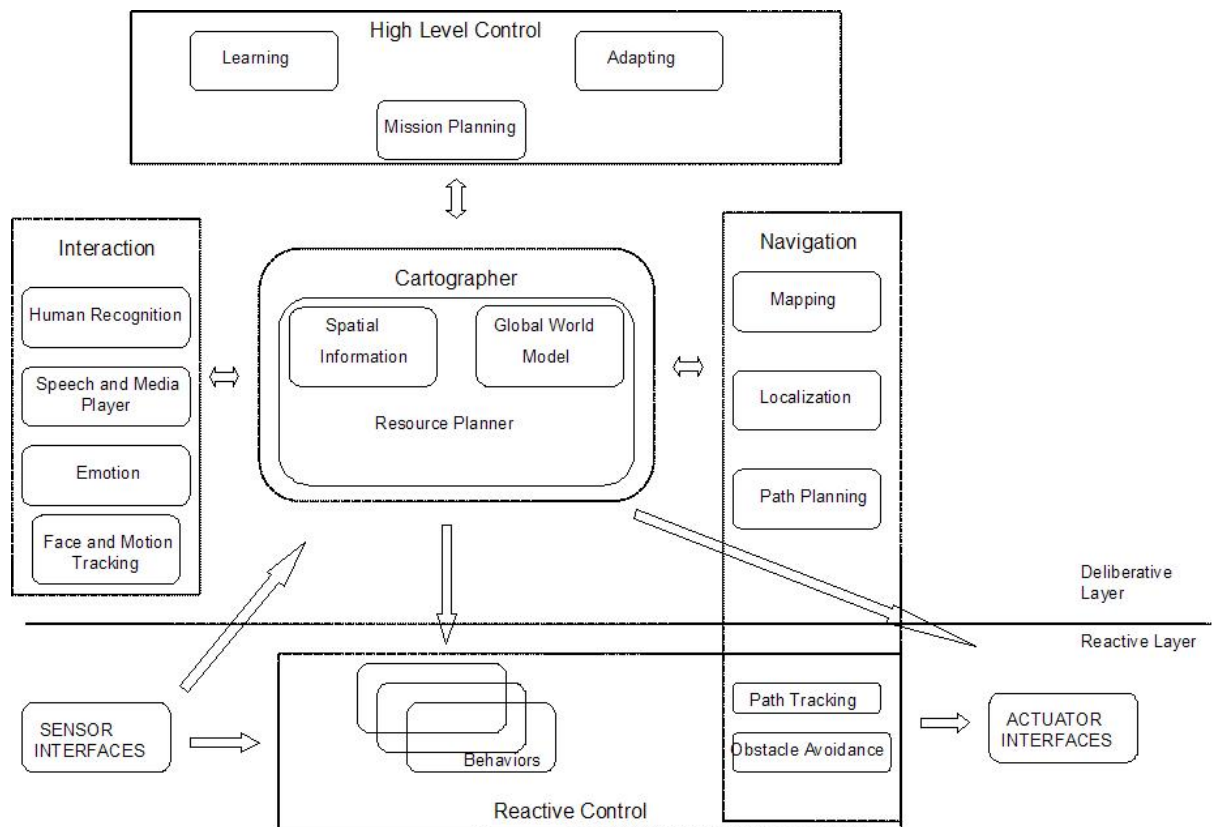 High Level Control
Learning
Adapting
Mission Planning
Interaction
Human Recognition
Speech and Media
Player
Emotion
Face and Motion
Tracking
Cartographer
Spatial
Information
Global World
Model
Resource Planner
Navigation
Mapping
Localization
Path Planning
Deliberative
Layer
Reactive Layer
SENSOR
INTERFACES
Behaviors
Reactive Control
Path Tracking
Obstacle Avoidance
ACTUATOR
INTERFACES